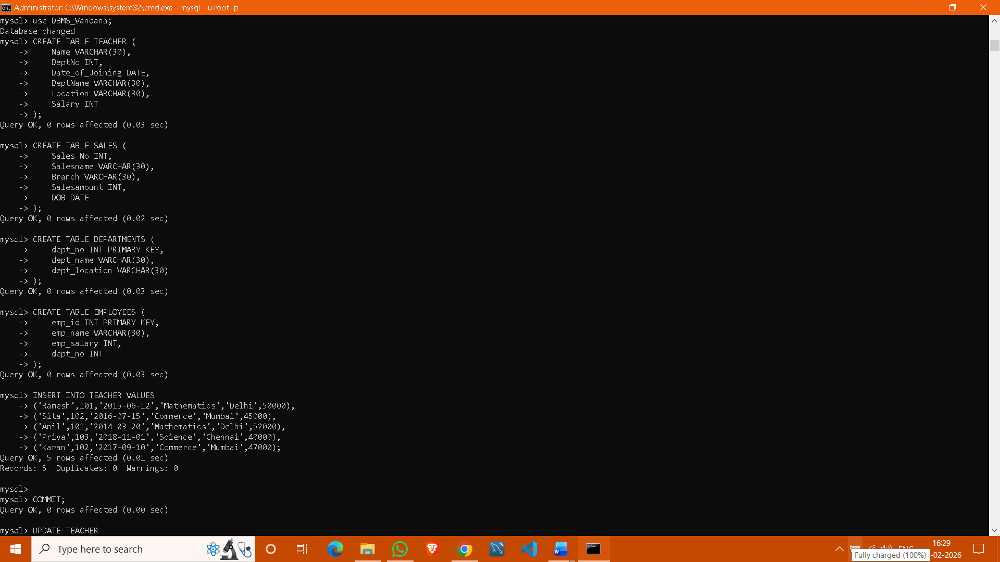 Administrator: C:\Windows\system32\cmd.exe - mysql  -u root -p
mysql> use DBMS_Vandana;
Database changed
mysql> CREATE TABLE TEACHER (
    ->     Name VARCHAR(30),
    ->     DeptNo INT,
    ->     Date_of_Joining DATE,
    ->     DeptName VARCHAR(30),
    ->     Location VARCHAR(30),
    ->     Salary INT
    -> );
Query OK, 0 rows affected (0.03 sec)
mysql> CREATE TABLE SALES (
    ->     Sales_No INT,
    ->     Salesname VARCHAR(30),
    ->     Branch VARCHAR(30),
    ->     Salesamount INT,
    ->     DOB DATE
    -> );
Query OK, 0 rows affected (0.02 sec)
mysql> CREATE TABLE DEPARTMENTS (
    ->     dept_no INT PRIMARY KEY,
    ->     dept_name VARCHAR(30),
    ->     dept_location VARCHAR(30)
    -> );
Query OK, 0 rows affected (0.03 sec)
mysql> CREATE TABLE EMPLOYEES (
    ->     emp_id INT PRIMARY KEY,
    ->     emp_name VARCHAR(30),
    ->     emp_salary INT,
    ->     dept_no INT
    -> );
Query OK, 0 rows affected (0.03 sec)
mysql> INSERT INTO TEACHER VALUES
    -> ('Ramesh',101,'2015-06-12','Mathematics','Delhi',50000),
    -> ('Sita',102,'2016-07-15','Commerce','Mumbai',45000),
    -> ('Anil',101,'2014-03-20','Mathematics','Delhi',52000),
    -> ('Priya',103,'2018-11-01','Science','Chennai',40000),
    -> ('Karan',102,'2017-09-10','Commerce','Mumbai',47000);
Query OK, 5 rows affected (0.01 sec)
Records: 5  Duplicates: 0  Warnings: 0
mysql>
mysql> COMMIT;
Query OK, 0 rows affected (0.00 sec)
mysql> UPDATE TEACHER
Type here to search
16:29
Fully charged (100%)
-02-2026